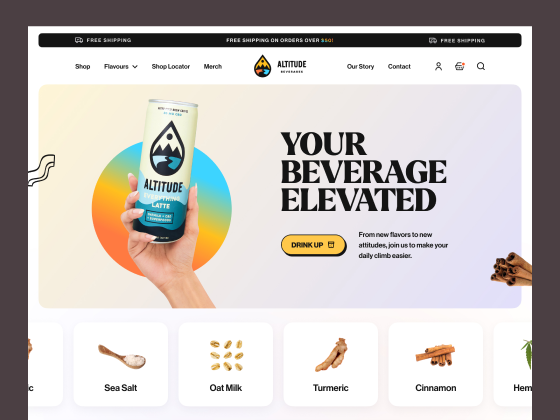 FREE SHIPPING
FREE SHIPPING ON ORDERS OVER $50!
FREE SHIPPING
Shop
Flavours
Shop Locator
Merch
ALTITUDE
BEVERAGES
Our Story
Contact
ALTITUDE
LATTE
YOUR
BEVERAGE
ELEVATED
DRINK UP
From new flavors to new
attitudes, join us to make your
daily climb easier.
ic
Sea Salt
Oat Milk
Turmeric
Cinnamon
Hem